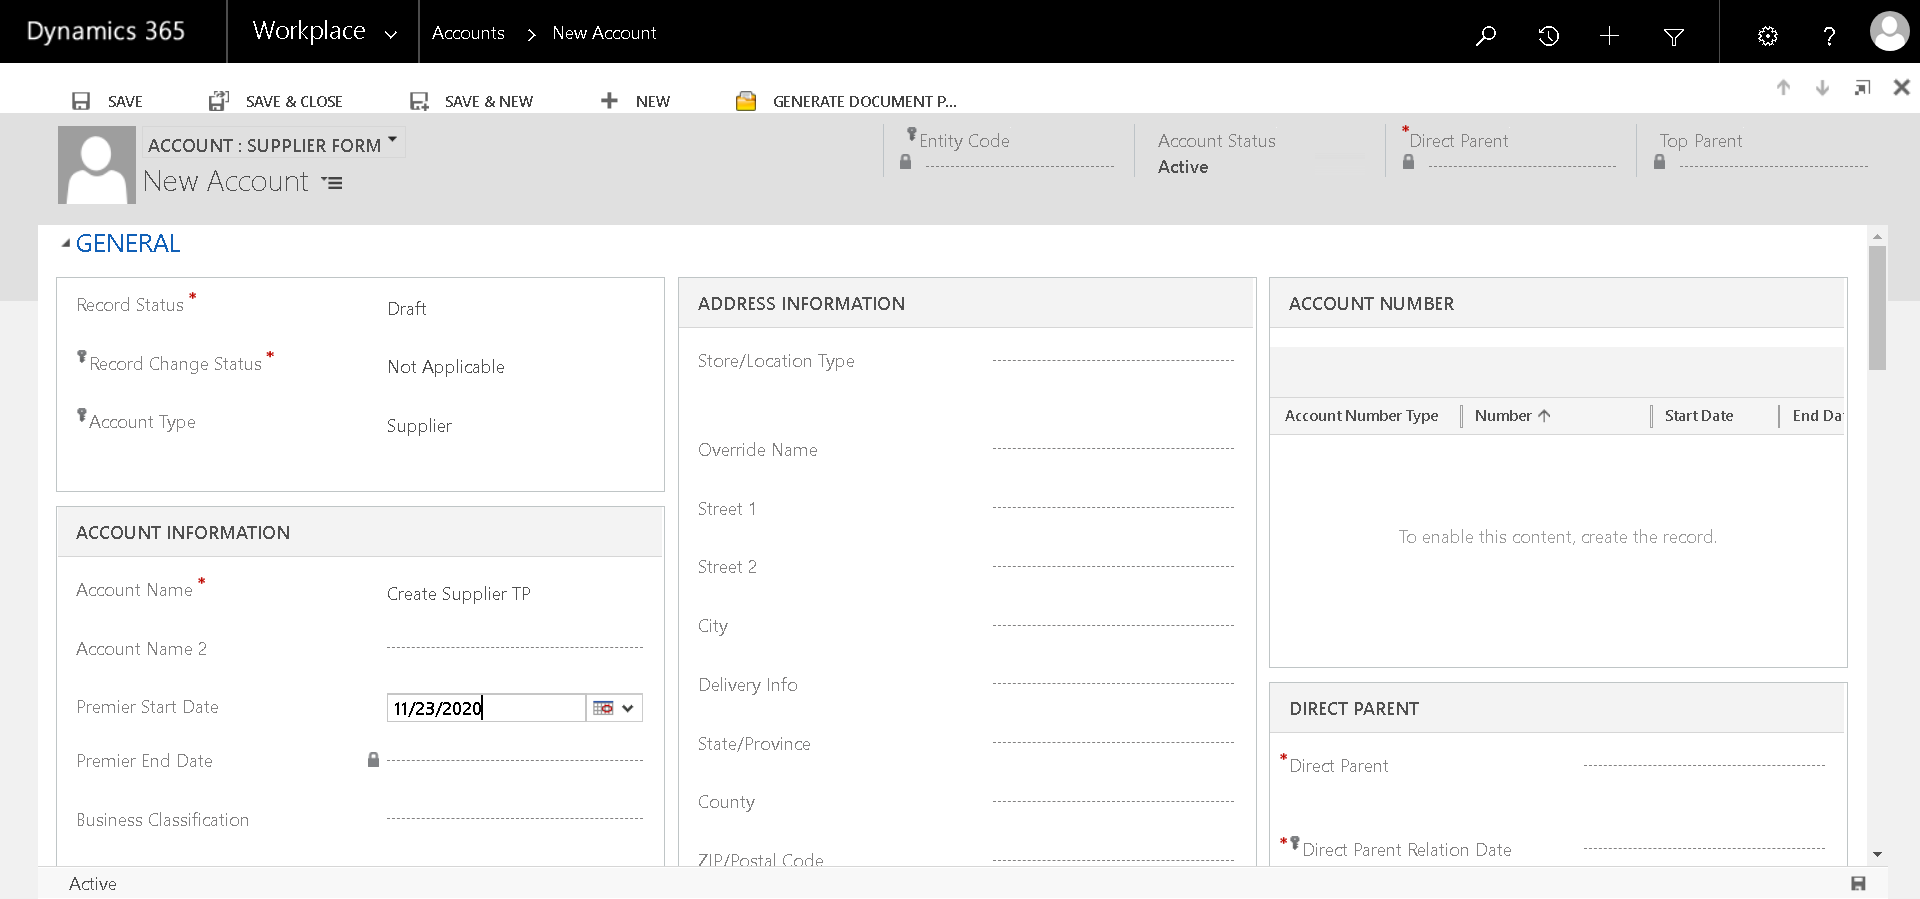 Dynamics 365
Workplace
Accounts > New Account
SAVE
SAVE & CLOSE
SAVE & NEW
NEW
GENERATE DOCUMENT P...
ACCOUNT : SUPPLIER FORM
New Account
Entity Code
Account Status
Active
*Direct Parent
Top Parent
GENERAL
Record Status *
Draft
Record Change Status *
Not Applicable
Account Type
Supplier
ACCOUNT INFORMATION
Account Name *
Create Supplier TP
Account Name 2
Premier Start Date
11/23/2020
Premier End Date
Business Classification
ADDRESS INFORMATION
Store/Location Type
Override Name
Street 1
Street 2
City
Delivery Info
State/Province
County
ZIP/Postal Code
ACCOUNT NUMBER
Account Number Type
Number
Start Date
End Da
To enable this content, create the record.
DIRECT PARENT
*Direct Parent
*Direct Parent Relation Date
Active